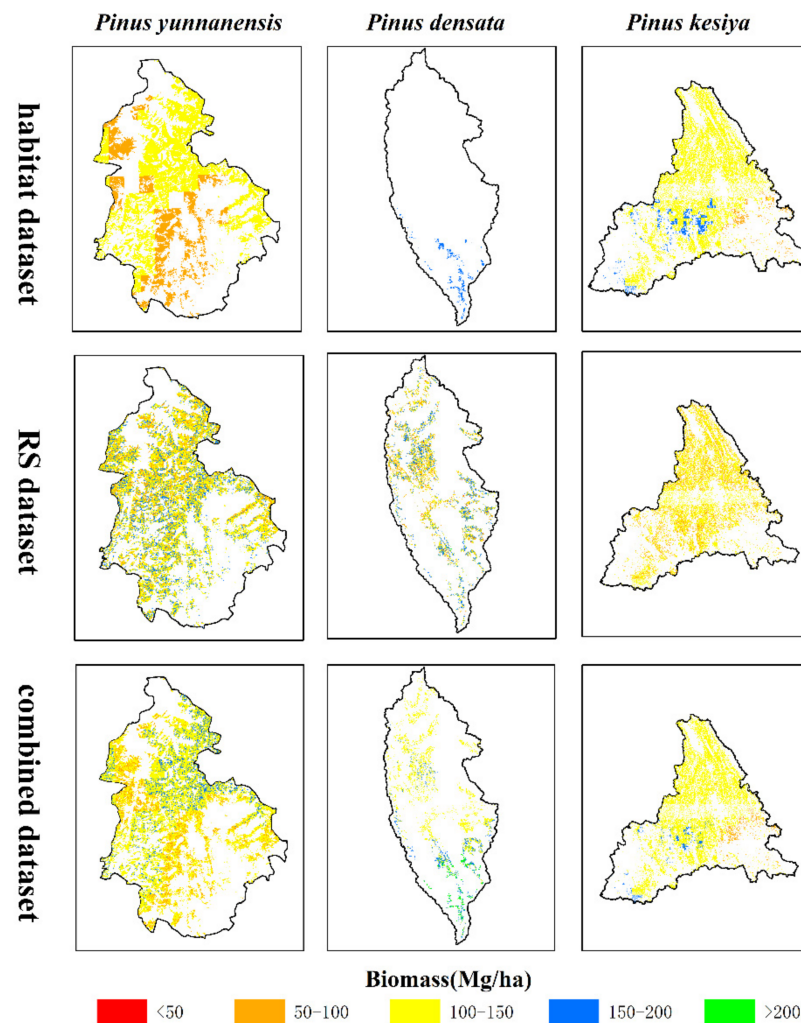 Pinus yunnanensis Pinus densata Pinus kesiya
habitat dataset
RS dataset
combined dataset
Biomass(Mg/ha)
<50 50-100 100-150 150-200 >200